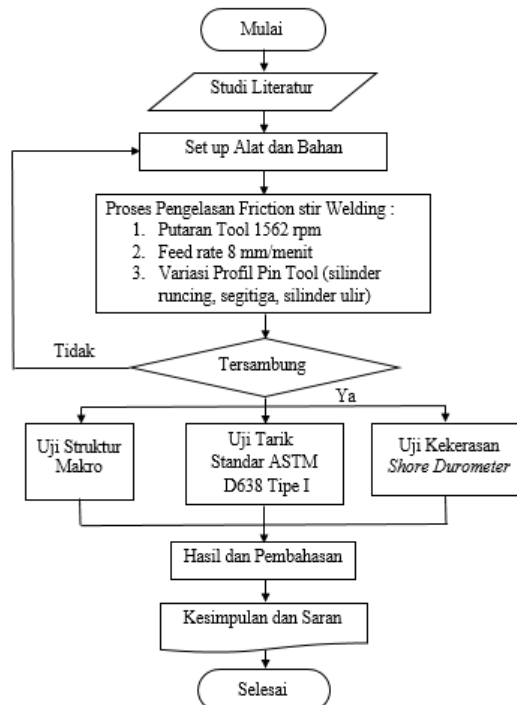 Mulai
Studi Literatur
Set up Alat dan Bahan
Proses Pengelasan Friction stir Welding :
1. Putaran Tool 1562 rpm
2. Feed rate 8 mm/menit
3. Variasi Profil Pin Tool (silinder
runcing, segitiga, silinder ulir)
Tidak
Tersambung
Ya
Uji Struktur
Makro
Uji Tarik
Standar ASTM
D638 Tipe I
Uji Kekerasan
Shore Durometer
Hasil dan Pembahasan
Kesimpulan dan Saran
Selesai